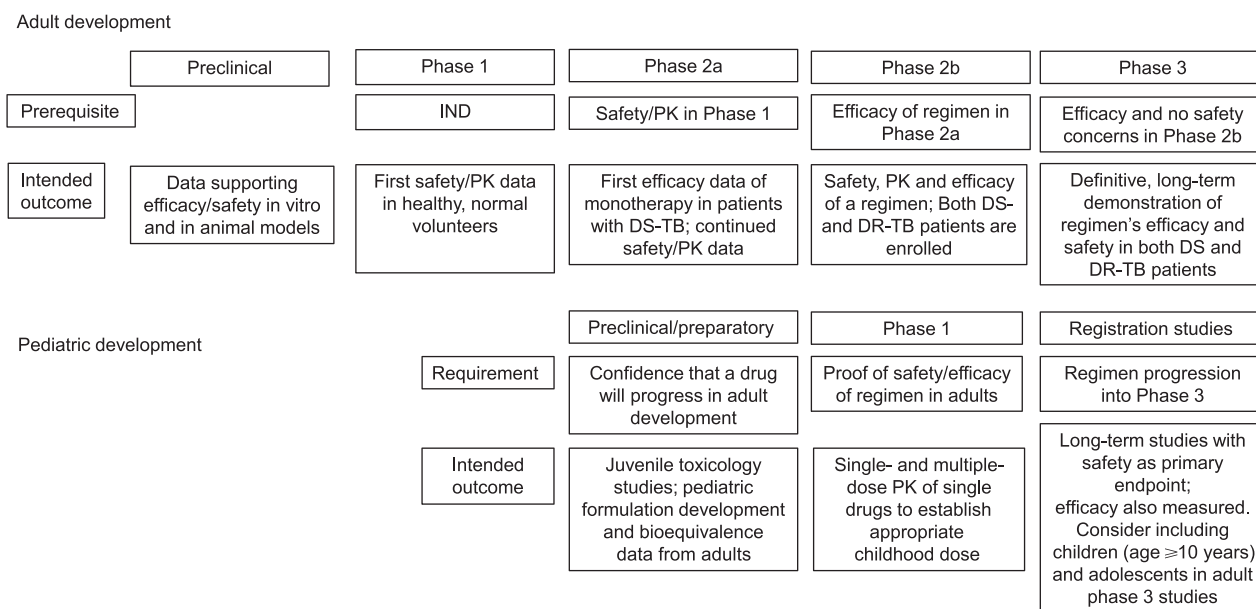 Adult development
Preclinical
Phase 1
Phase 2a
Phase 2b
Phase 3
Prerequisite
IND
Safety/PK in Phase 1
Efficacy of regimen in
Phase 2a
Efficacy and no safety
concerns in Phase 2b
Intended
outcome
Data supporting
efficacy/safety in vitro
and in animal models
First safety/PK data
in healthy, normal
volunteers
First efficacy data of
monotherapy in patients
with DS-TB; continued
safety/PK data
Safety, PK and efficacy
of a regimen; Both DS-
and DR-TB patients are
enrolled
Definitive, long-term
demonstration of
regimen's efficacy and
safety in both DS and
DR-TB patients
Pediatric development
Preclinical/preparatory
Phase 1
Registration studies
Requirement
Confidence that a drug
will progress in adult
development
Proof of safety/efficacy
of regimen in adults
Regimen progression
into Phase 3
Intended
outcome
Juvenile toxicology
studies; pediatric
formulation development
and bioequivalence
data from adults
Single- and multiple-
dose PK of single
drugs to establish
appropriate
childhood dose
Long-term studies with
safety as primary
endpoint;
efficacy also measured.
Consider including
children (age ⩾10 years)
and adolescents in adult
phase 3 studies